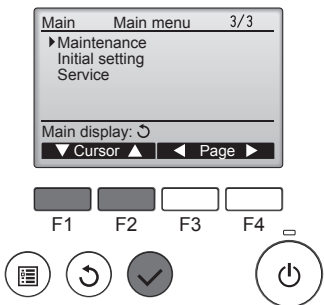 Main Main menu 3/3
▶Maintenance
Initial setting
Service
Main display: ↺
▼ Cursor ▲ ◀ Page ▶
F1 F2 F3 F4